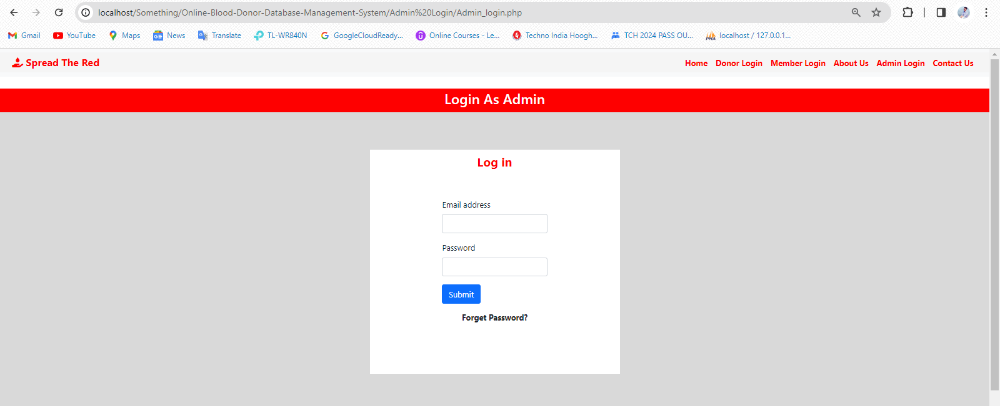 localhost/Something/Online-Blood-Donor-Database-Management-System/Admin%20Login/Admin_login.php
Gmail YouTube Maps News Translate TL-WR840N GoogleCloudReady... Online Courses - Le... Techno India Hoogh... TCH 2024 PASS OU... PMA localhost / 127.0.0.1...
Spread The Red Home Donor Login Member Login About Us Admin Login Contact Us
Login As Admin
Log in
Email address
Password
Submit
Forget Password?